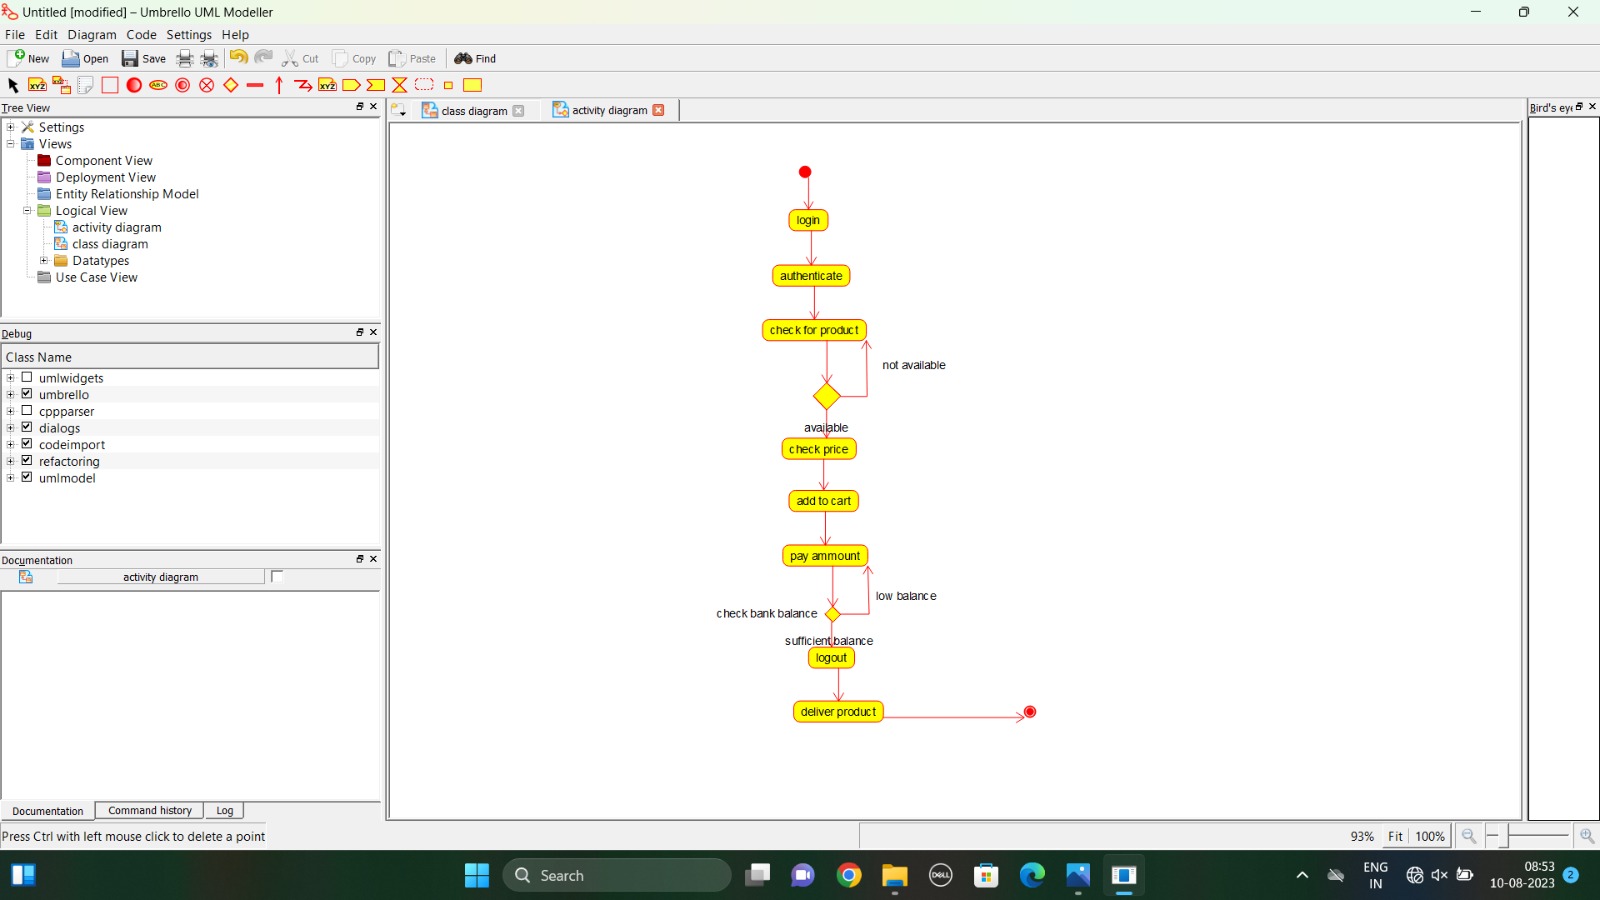 Untitled [modified] – Umbrello UML Modeller
File Edit Diagram Code Settings Help
New Open Save Cut Copy Paste Find
XYZ ABC XYZ
Tree View
class diagram activity diagram
Bird's eye
Settings
Views
Component View
Deployment View
Entity Relationship Model
Logical View
activity diagram
class diagram
Datatypes
Use Case View
Debug
Class Name
umlwidgets
umbrello
cppparser
dialogs
codeimport
refactoring
umlmodel
Documentation
activity diagram
Documentation Command history Log
login
authenticate
check for product
not available
available
check price
add to cart
pay ammount
low balance
check bank balance
sufficient balance
logout
deliver product
Press Ctrl with left mouse click to delete a point
93% Fit 100%
Search
DELL
ENG
IN
08:53
10-08-2023
2